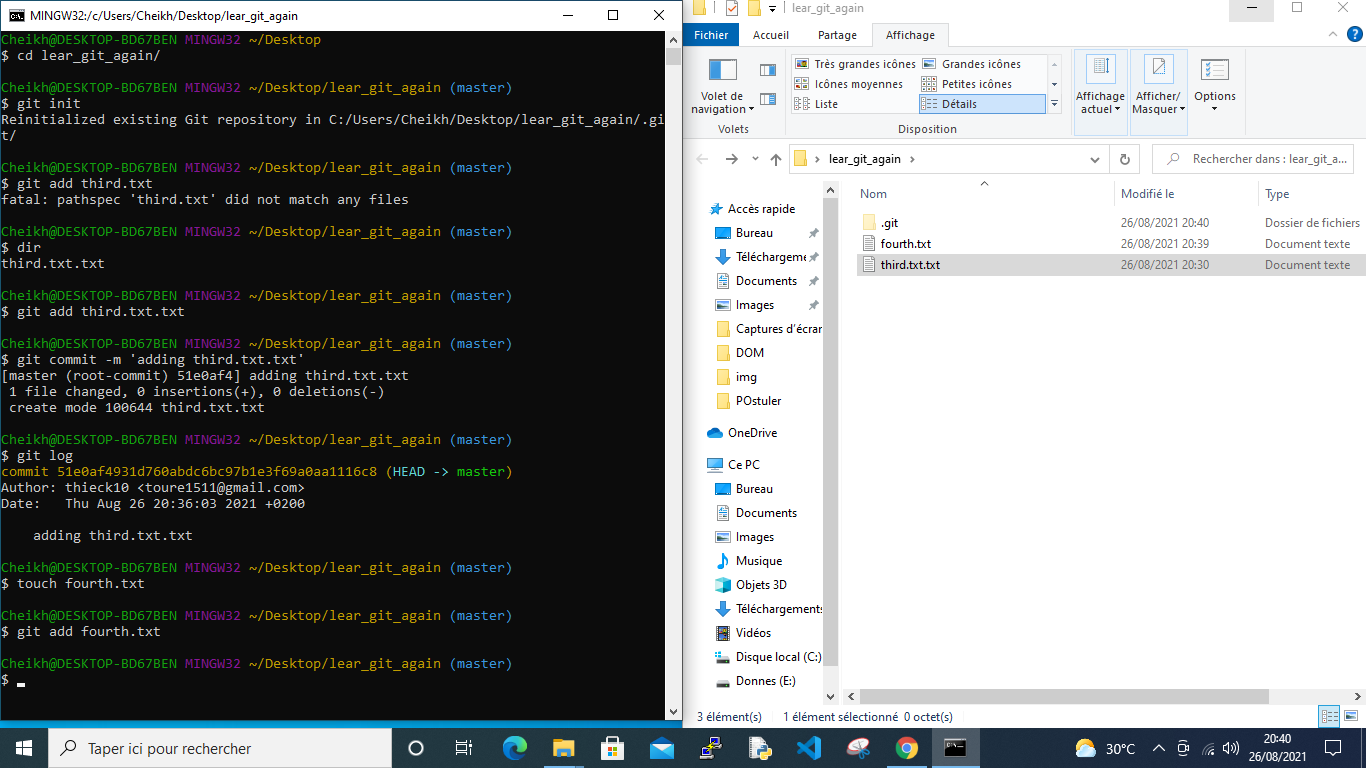 MINGW32:/c/Users/Cheikh/Desktop/lear_git_again
Cheikh@DESKTOP-BD67BEN MINGW32 ~/Desktop
$ cd lear_git_again/
Cheikh@DESKTOP-BD67BEN MINGW32 ~/Desktop/lear_git_again (master)
$ git init
Reinitialized existing Git repository in C:/Users/Cheikh/Desktop/lear_git_again/.gi
t/
Cheikh@DESKTOP-BD67BEN MINGW32 ~/Desktop/lear_git_again (master)
$ git add third.txt
fatal: pathspec 'third.txt' did not match any files
Cheikh@DESKTOP-BD67BEN MINGW32 ~/Desktop/lear_git_again (master)
$ dir
third.txt.txt
Cheikh@DESKTOP-BD67BEN MINGW32 ~/Desktop/lear_git_again (master)
$ git add third.txt.txt
Cheikh@DESKTOP-BD67BEN MINGW32 ~/Desktop/lear_git_again (master)
$ git commit -m 'adding third.txt.txt'
[master (root-commit) 51e0af4] adding third.txt.txt
1 file changed, 0 insertions(+), 0 deletions(-)
create mode 100644 third.txt.txt
Cheikh@DESKTOP-BD67BEN MINGW32 ~/Desktop/lear_git_again (master)
$ git log
commit 51e0af4931d760abdc6bc97b1e3f69a0aa1116c8 (HEAD -> master)
Author: thieck10 <toure1511@gmail.com>
Date:   Thu Aug 26 20:36:03 2021 +0200
adding third.txt.txt
Cheikh@DESKTOP-BD67BEN MINGW32 ~/Desktop/lear_git_again (master)
$ touch fourth.txt
Cheikh@DESKTOP-BD67BEN MINGW32 ~/Desktop/lear_git_again (master)
$ git add fourth.txt
Cheikh@DESKTOP-BD67BEN MINGW32 ~/Desktop/lear_git_again (master)
$
lear_git_again
Fichier Accueil Partage Affichage
Volet de
navigation
Volets
Très grandes icônes Grandes icônes
Icônes moyennes Petites icônes
Liste Détails
Disposition
Affichage
actuel
Afficher/
Masquer
Options
lear_git_again
Rechercher dans : lear_git_a...
Accès rapide
Bureau
Téléchargeme
Documents
Images
Captures d'écrar
DOM
img
POstuler
OneDrive
Ce PC
Bureau
Documents
Images
Musique
Objets 3D
Téléchargements
Vidéos
Disque local (C:)
Donnes (E:)
Nom Modifié le Type
.git 26/08/2021 20:40 Dossier de fichiers
fourth.txt 26/08/2021 20:39 Document texte
third.txt.txt 26/08/2021 20:30 Document texte
3 élément(s) 1 élément sélectionné 0 octet(s)
Taper ici pour rechercher
30°C
20:40
26/08/2021